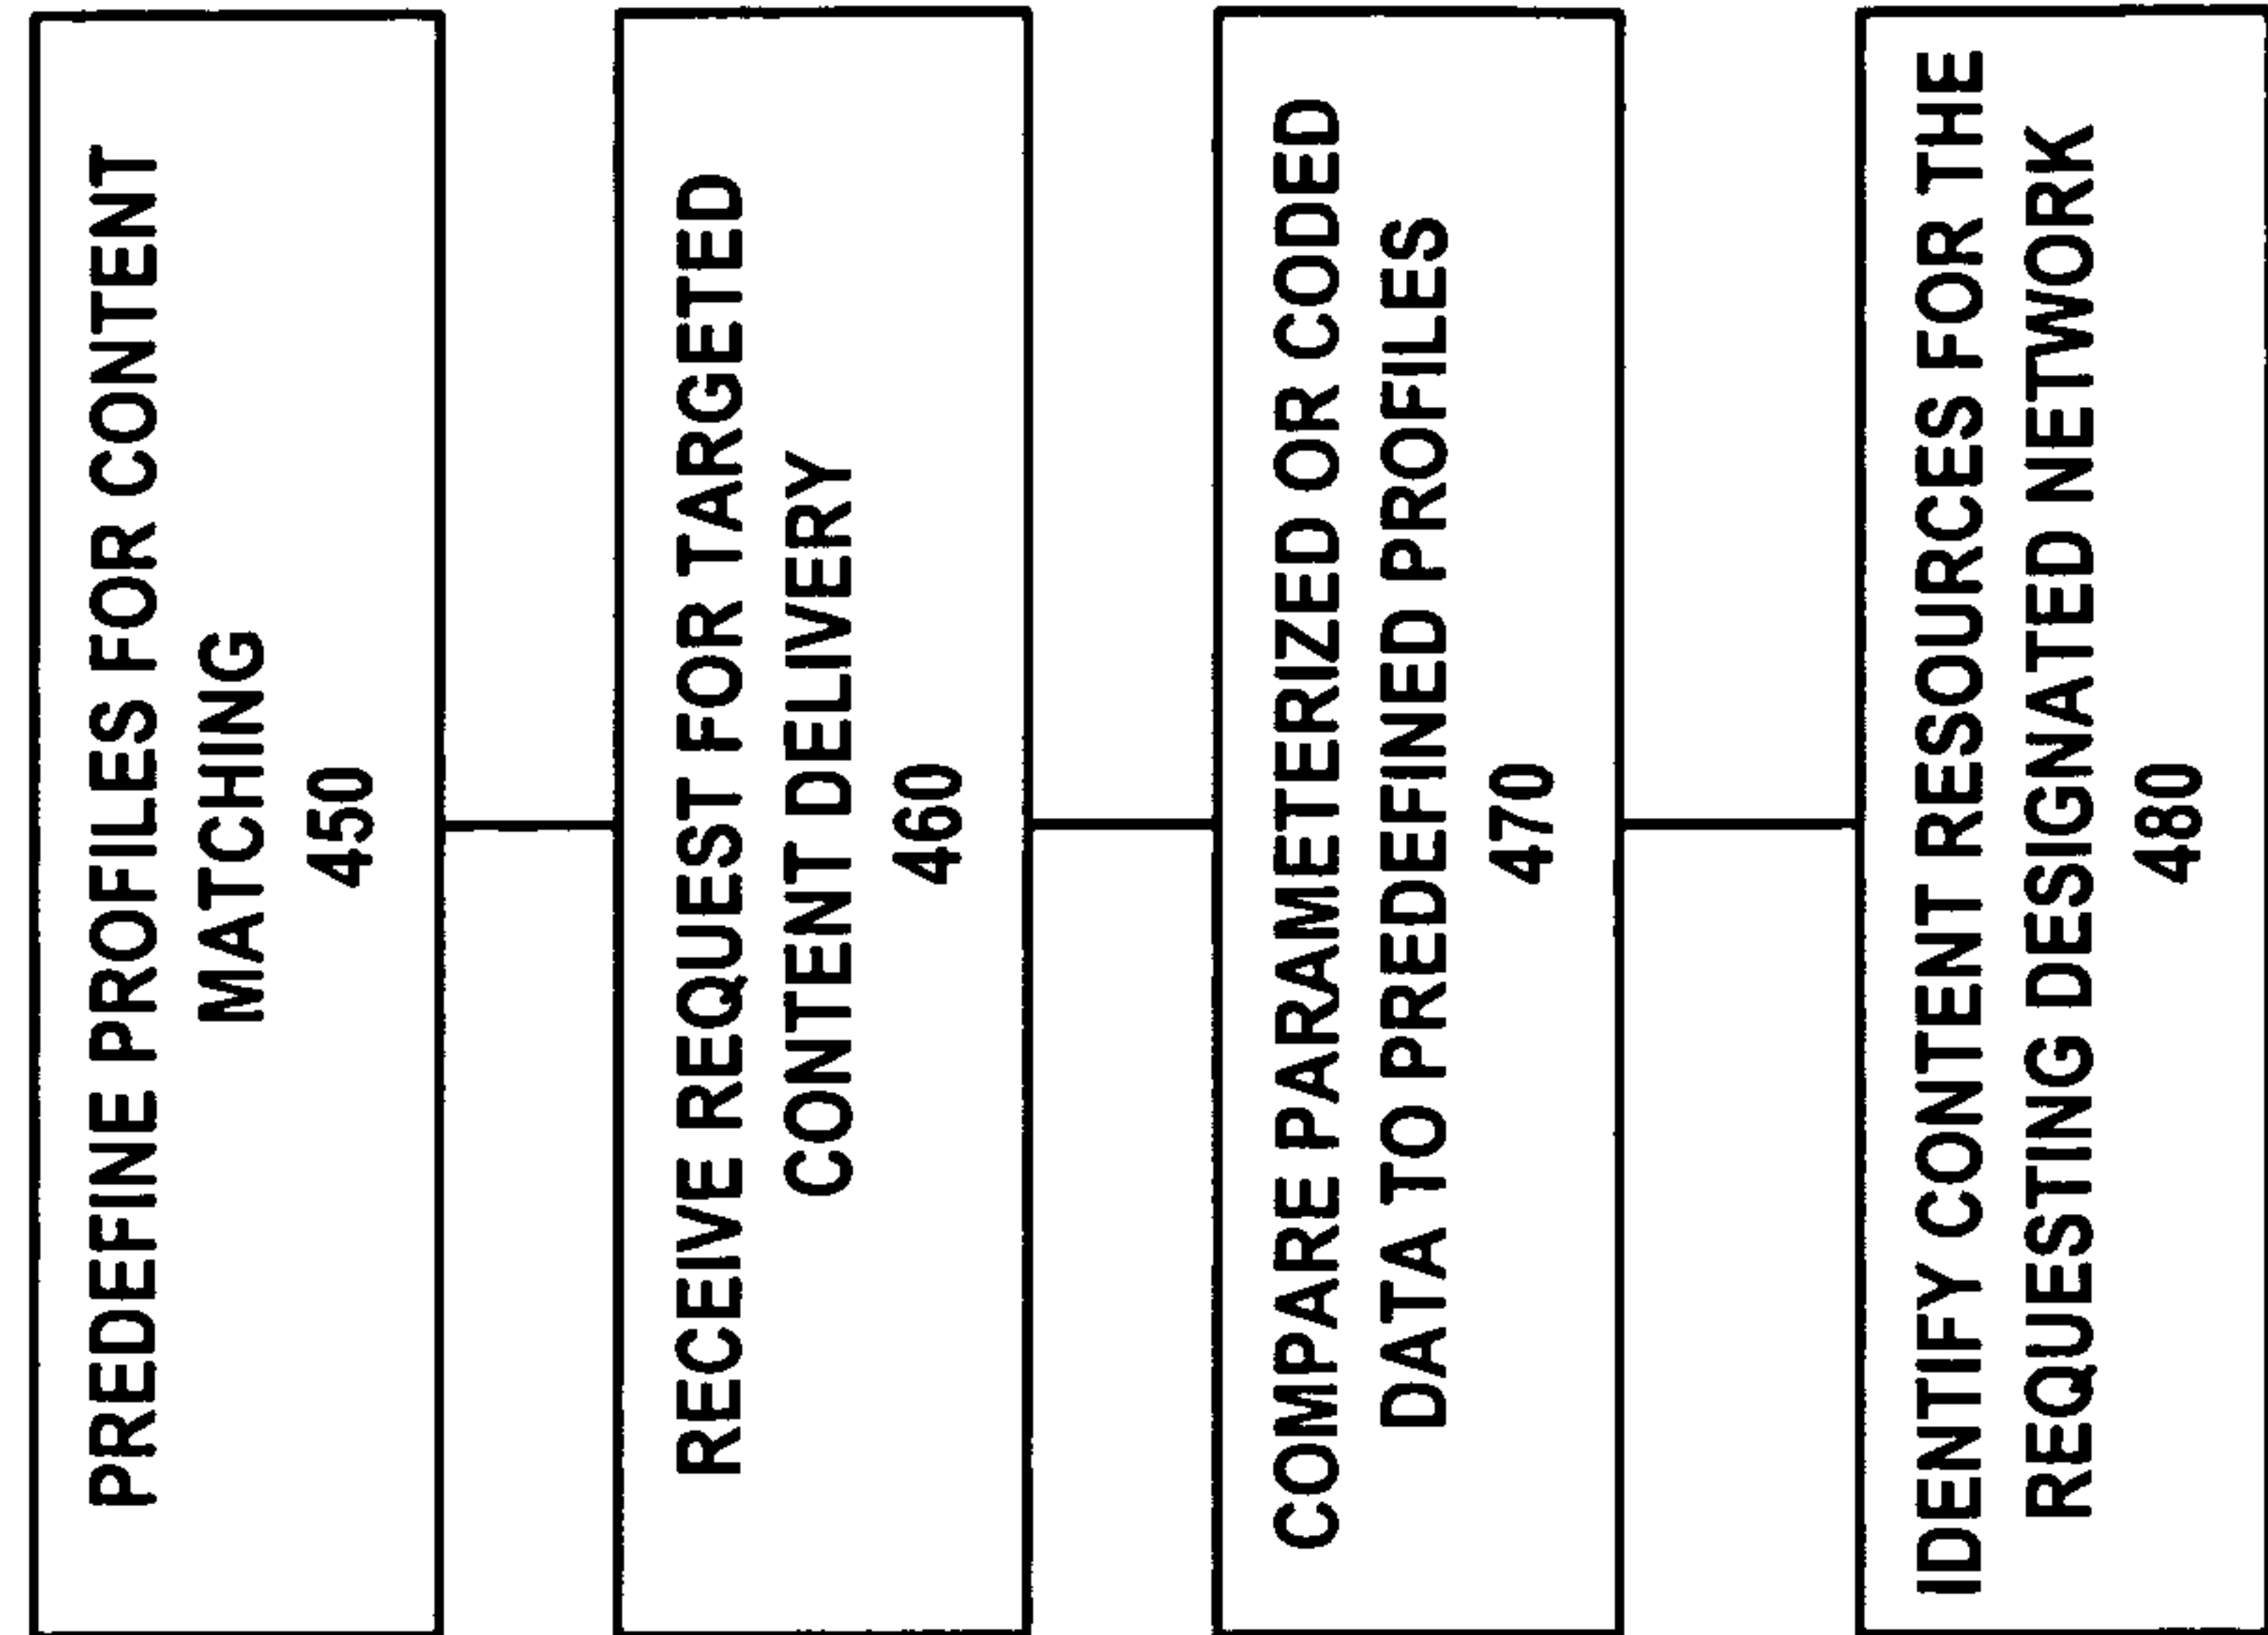 PREDEFINE PROFILES FOR CONTENT
MATCHING
450
RECEIVE REQUEST FOR TARGETED
CONTENT DELIVERY
460
COMPARE PARAMETERIZED OR CODED
DATA TO PREDEFINED PROFILES
470
IDENTIFY CONTENT RESOURCES FOR THE
REQUESTING DESIGNATED NETWORK
480